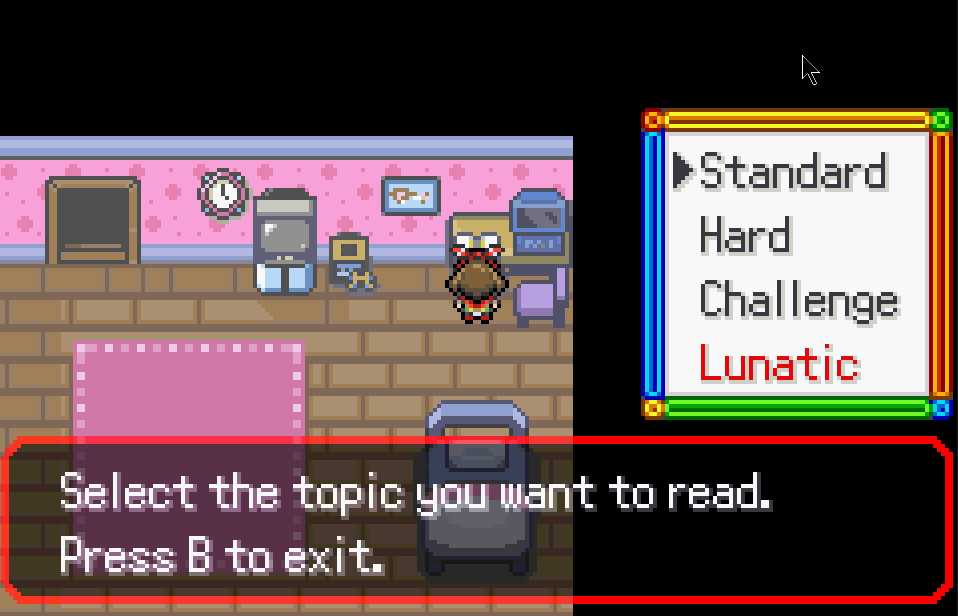 Standard
Hard
Challenge
Lunatic
Select the topic you want to read.
Press B to exit.